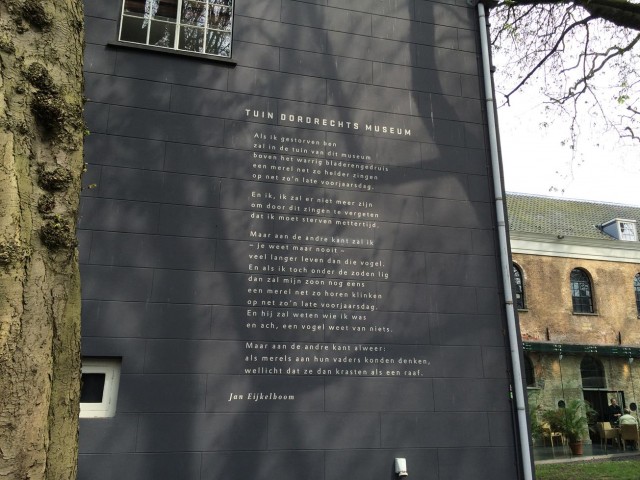 TUIN DORDRECHTS MUSEUM
Als ik gestorven ben
zal in de tuin van dit museum
boven het warrig bladerengedruis
een merel net zo helder zingen
op net zo'n late voorjaarsdag.
En ik, ik zal er niet meer zijn
om door dit zingen te vergeten
dat ik moet sterven mettertijd.
Maar aan de andre kant zal ik
– je weet maar nooit –
veel langer leven dan die vogel.
En als ik toch onder de zoden lig
dan zal mijn zoon nog eens
een merel net zo horen klinken
op net zo'n late voorjaarsdag.
En hij zal weten wie ik was
en ach, een vogel weet van niets.
Maar aan de andre kant alweer:
als merels aan hun vaders konden denken,
wellicht dat ze dan krasten als een raaf.
Jan Eijkelboom